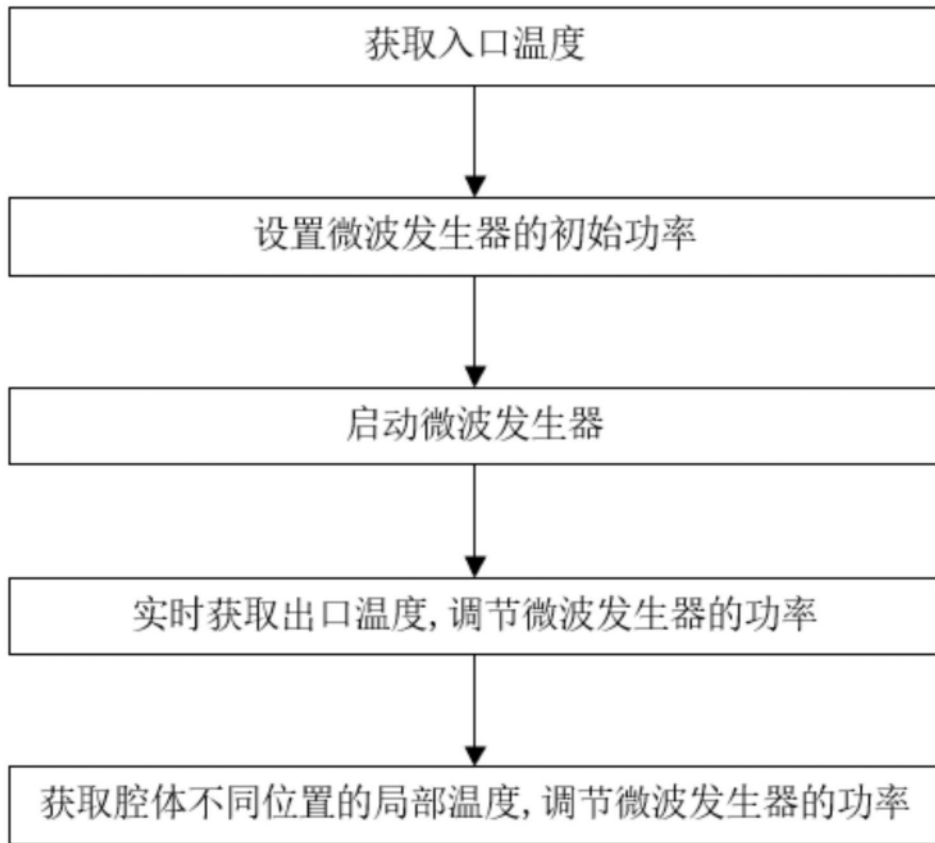 获取入口温度
设置微波发生器的初始功率
启动微波发生器
实时获取出口温度,调节微波发生器的功率
获取腔体不同位置的局部温度,调节微波发生器的功率